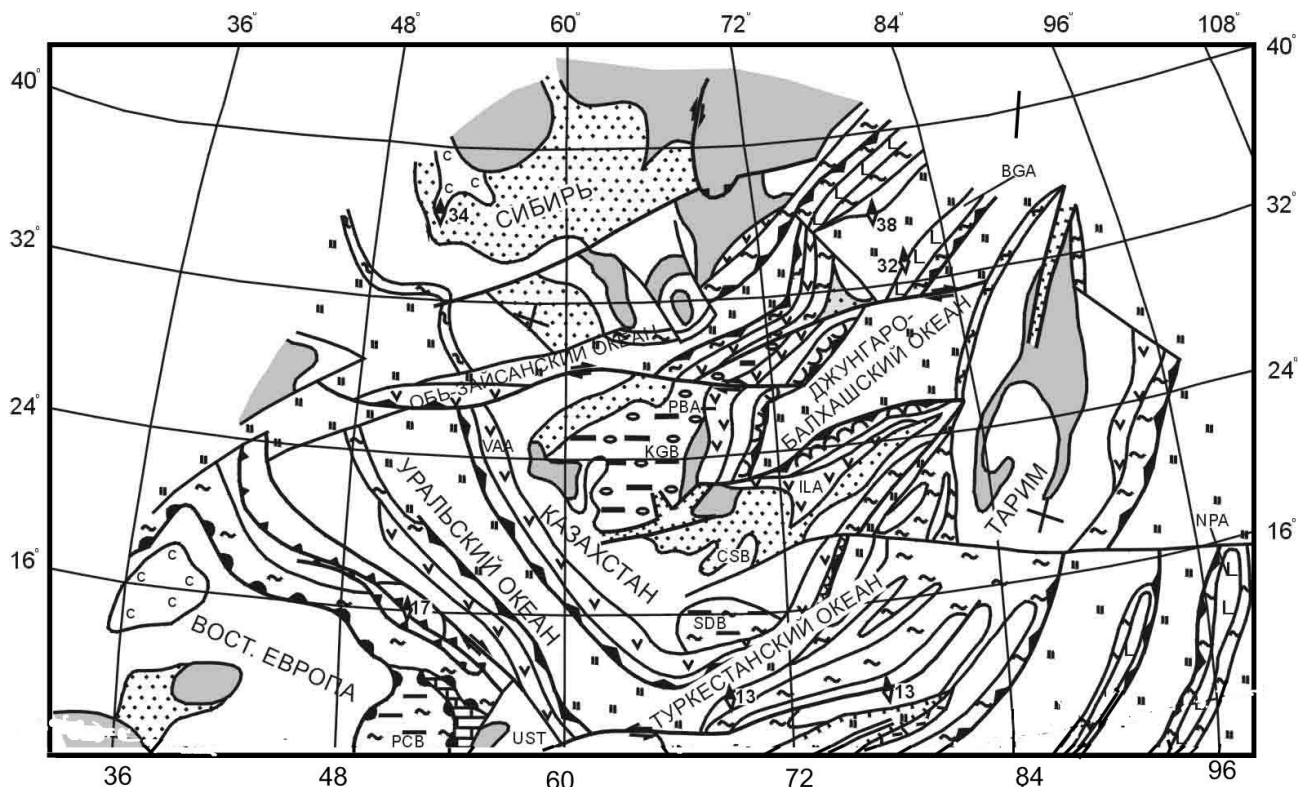 36° 48° 60° 72° 84° 96° 108°
40° 40°
32° 32°
24° 24°
16° 16°
С С С
СИБИРЬ
34
BGA
38
32
ОБЬ-ЗАЙСАНСКИЙ ОКЕАН
ДЖУНГАРО-
БАЛХАШСКИЙ ОКЕАН
PBA
VAA
KGB
ILA
УРАЛЬСКИЙ ОКЕАН
КАЗАХСТАН
CSB
ТАРИМ
NPA
С С С
17
SDB
ВОСТ. ЕВРОПА
ТУРКЕСТАНСКИЙ ОКЕАН
13
13
PCB
UST
36 48 60 72 84 96